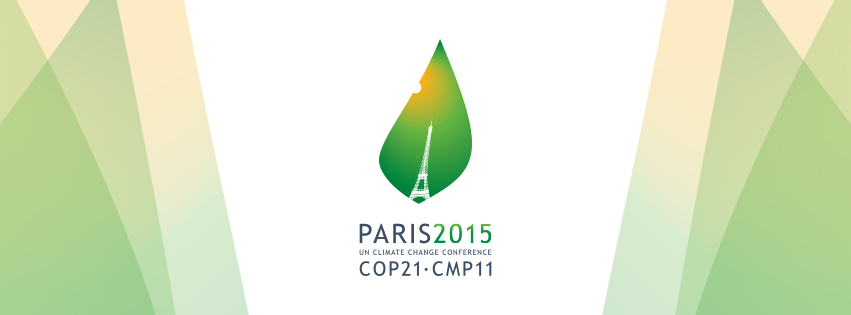 PARIS2015
UN CLIMATE CHANGE CONFERENCE
COP21·CMP11